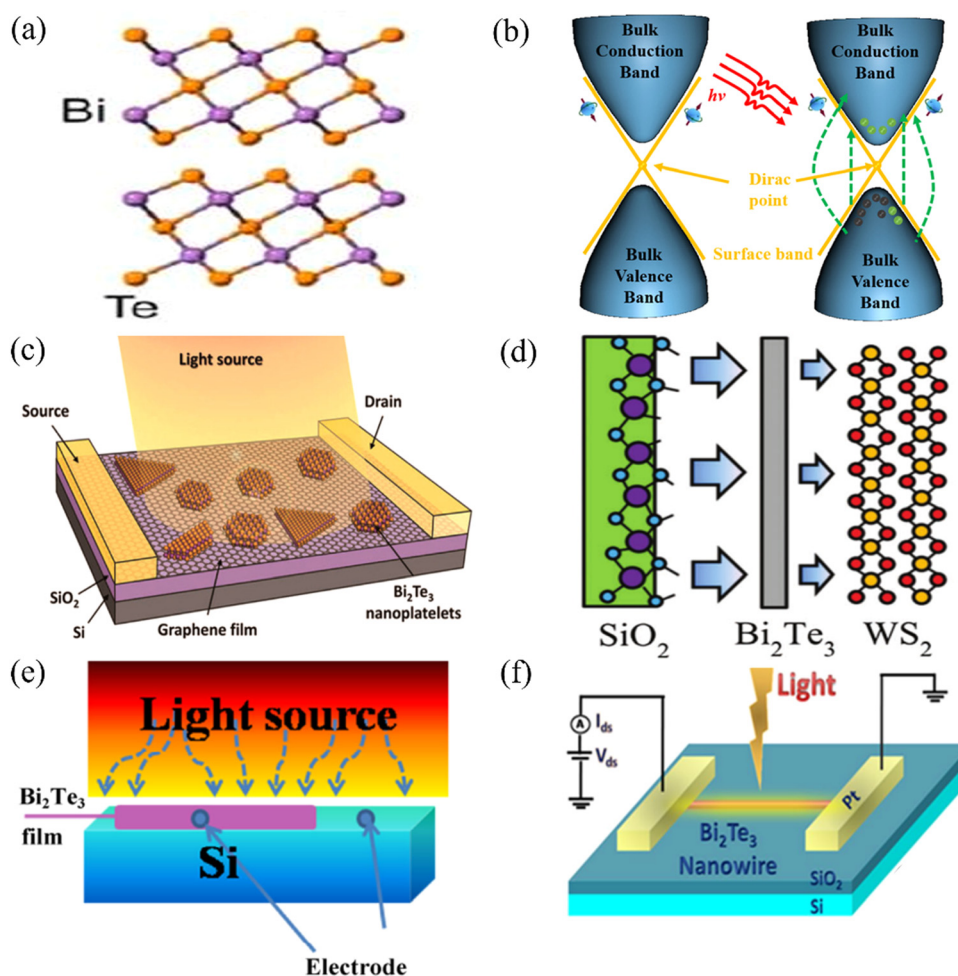 (a)
Bi
Te
(b)
Bulk
Conduction
Band
hν
Bulk
Conduction
Band
Dirac
point
Surface band
Bulk
Valence
Band
Bulk
Valence
Band
(c)
Light source
Source
Drain
SiO₂
Si
Graphene film
Bi₂Te₃
nanoplatelets
(d)
SiO₂
Bi₂Te₃
WS₂
(e)
Light source
Bi₂Te₃
film
Si
Electrode
(f)
Light
A
I_ds
V_ds
Pt
Bi₂Te₃
Nanowire
SiO₂
Si